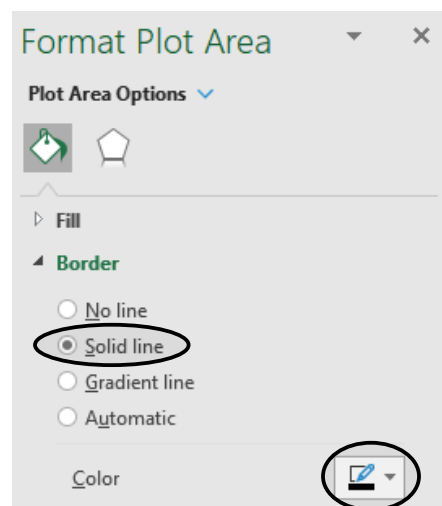 Format Plot Area
Plot Area Options
Fill
Border
No line
Solid line
Gradient line
Automatic
Color